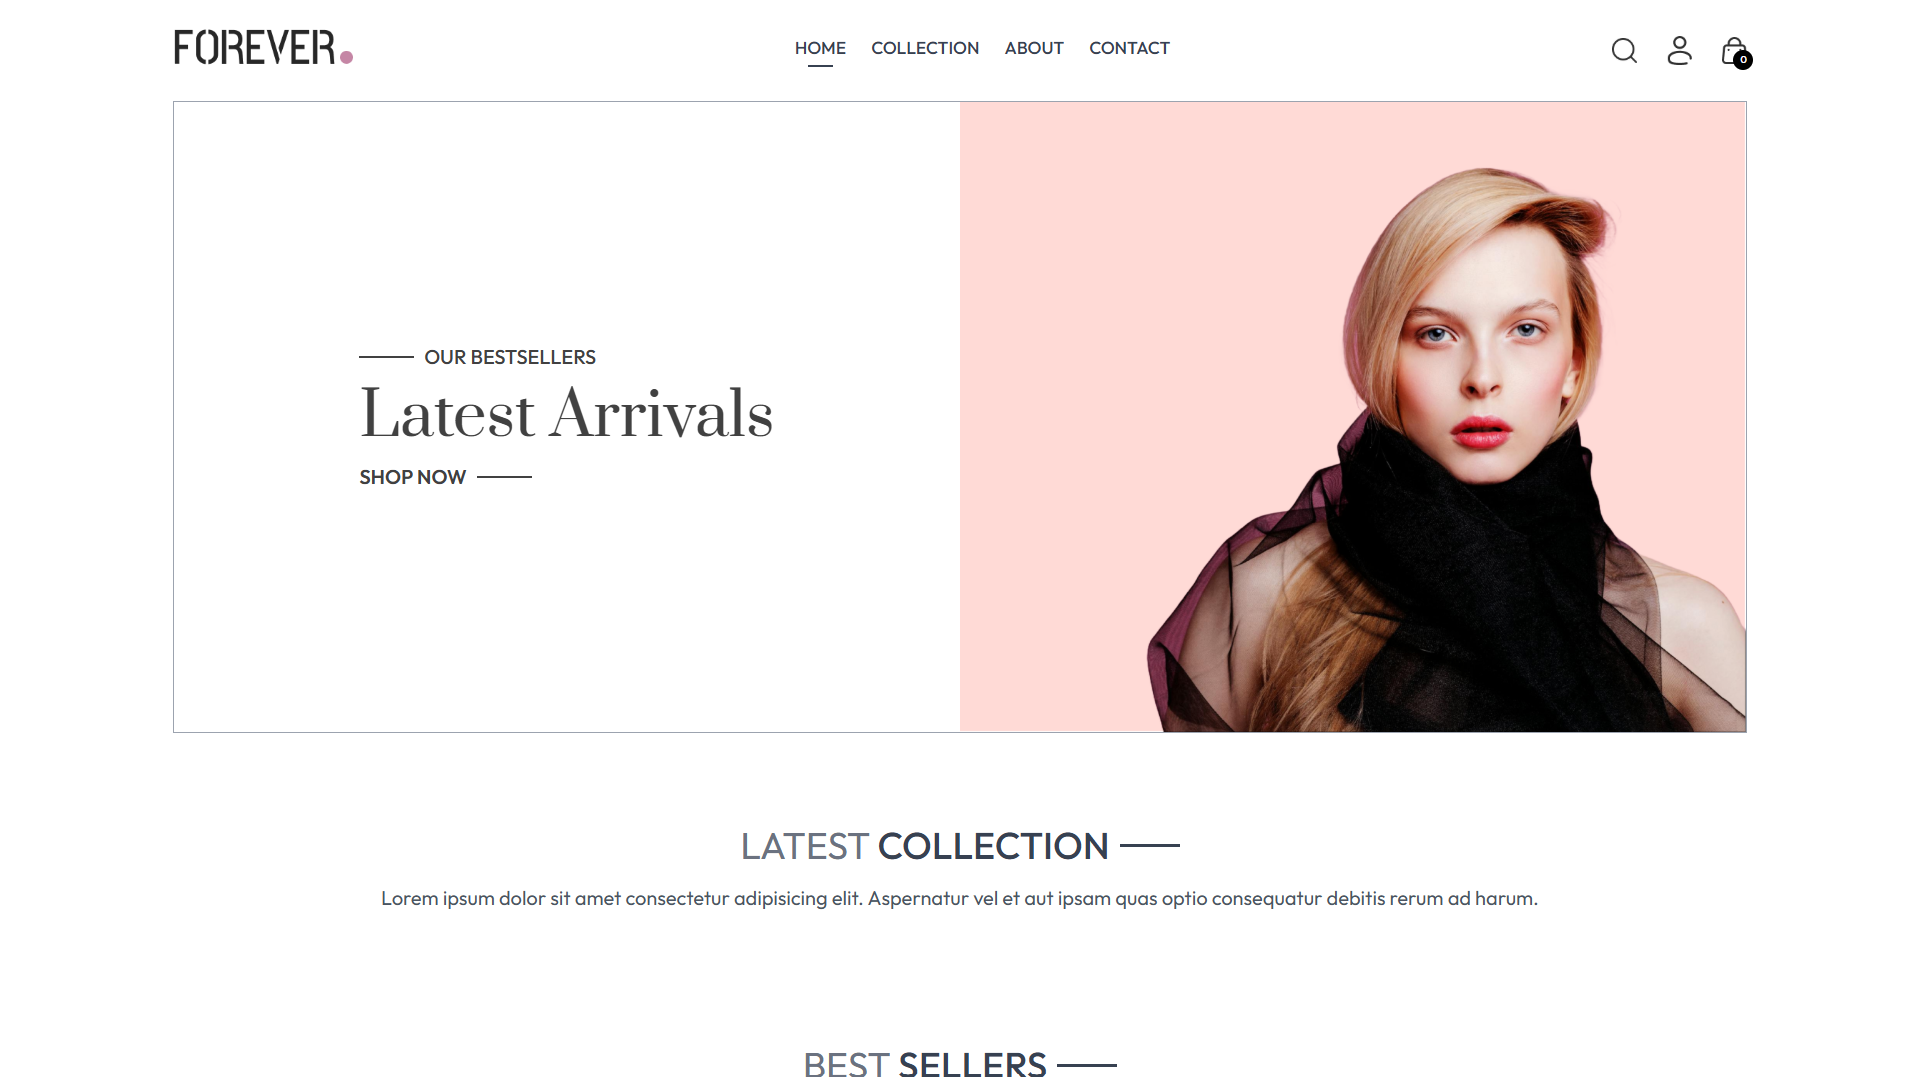 FOREVER.
HOME COLLECTION ABOUT CONTACT
0
OUR BESTSELLERS
Latest Arrivals
SHOP NOW
LATEST COLLECTION
Lorem ipsum dolor sit amet consectetur adipisicing elit. Aspernatur vel et aut ipsam quas optio consequatur debitis rerum ad harum.
BEST SELLERS